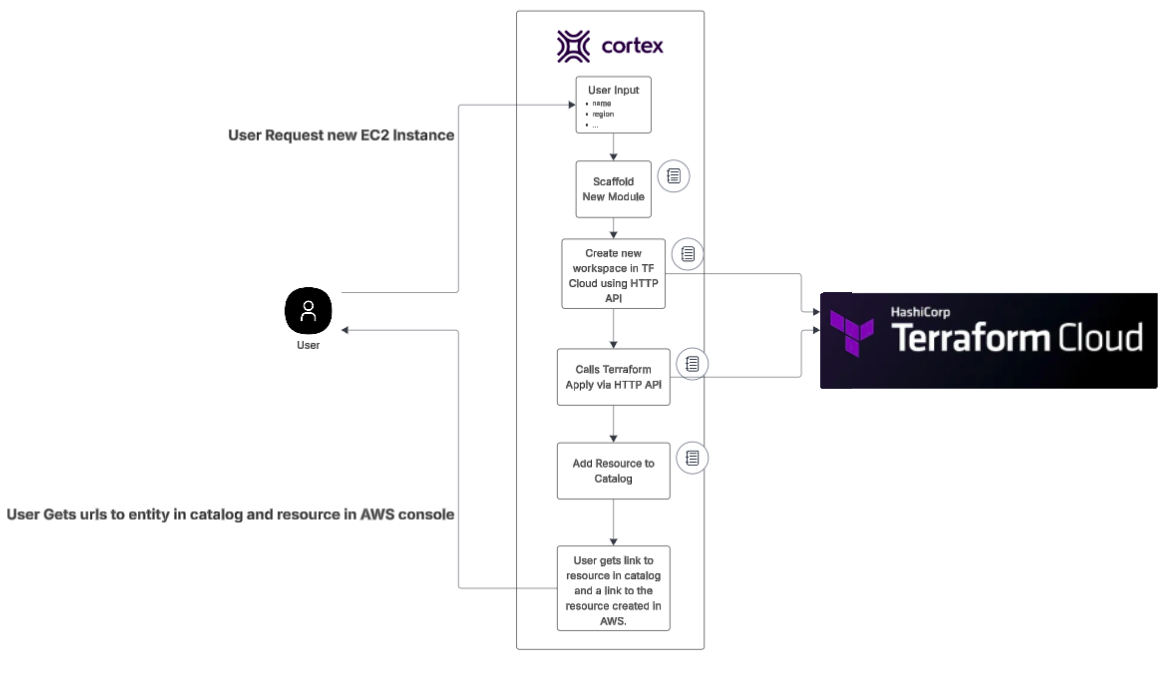 cortex
User Input
• name
• region
• ...
User Request new EC2 Instance
Scaffold
New Module
Create new
workspace in TF
Cloud using HTTP
API
HashiCorp
Terraform Cloud
User
Calls Terraform
Apply via HTTP API
Add Resource to
Catalog
User Gets urls to entity in catalog and resource in AWS console
User gets link to
resource in catalog
and a link to the
resource created in
AWS.